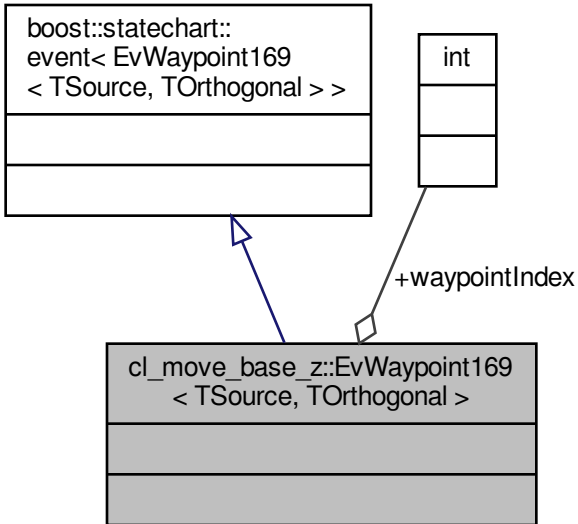 boost::statechart::
event< EvWaypoint169
< TSource, TOrthogonal > >
int
+waypointIndex
cl_move_base_z::EvWaypoint169
< TSource, TOrthogonal >